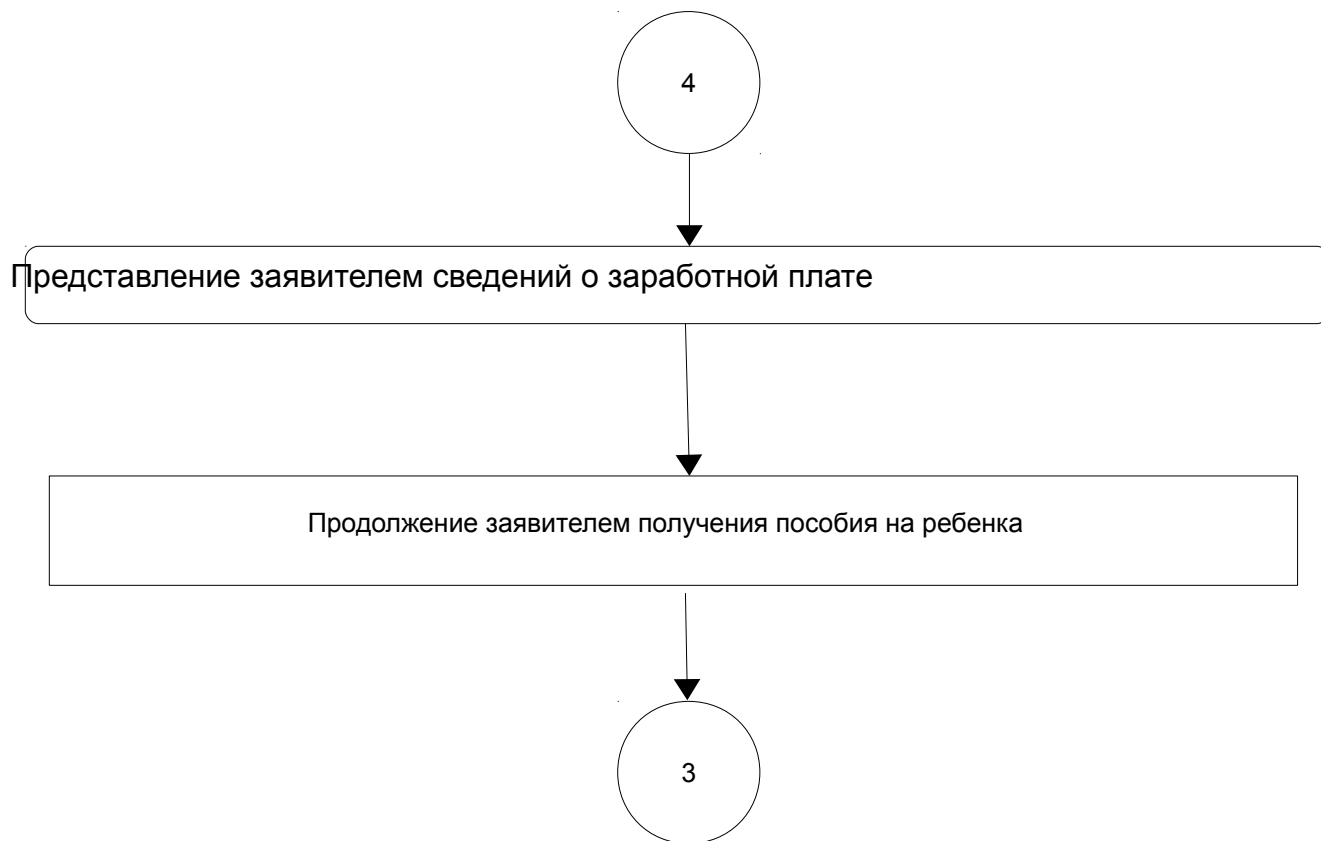 4
Представление заявителем сведений о заработной плате
Продолжение заявителем получения пособия на ребенка
3